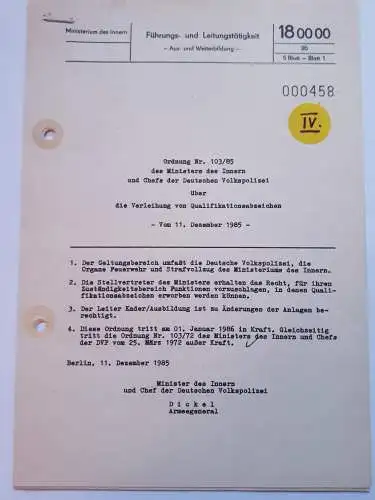 Ministerium des Innern
Führungs- und Leitungstätigkeit
- Aus- und Weiterbildung -
18 00 00
5 Blatt - Blatt 1
000458
IV.
Ordnung Nr. 103/85
des Ministers des Innern
und Chefs der Deutschen Volkspolizei
über
die Verleihung von Qualifikationsabzeichen
- Vom 11. Dezember 1985 -
1. Der Geltungsbereich umfaßt die Deutsche Volkspolizei, die
Organe Feuerwehr und Strafvollzug des Ministeriums des Innern.
2. Die Stellvertreter des Ministers erhalten das Recht, für ihren
Zuständigkeitsbereich Funktionen vorzuschlagen, in denen Quali-
fikationsabzeichen erworben werden können.
3. Der Leiter Kader/Ausbildung ist zu Änderungen der Anlagen be-
rechtigt.
4. Diese Ordnung tritt am 01. Januar 1986 in Kraft. Gleichzeitig
tritt die Ordnung Nr. 103/72 des Ministers des Innern und Chefs
der DVP vom 25. März 1972 außer Kraft.
Berlin, 11. Dezember 1985
Minister des Innern
und Chef der Deutschen Volkspolizei
D i c k e l
Armeegeneral